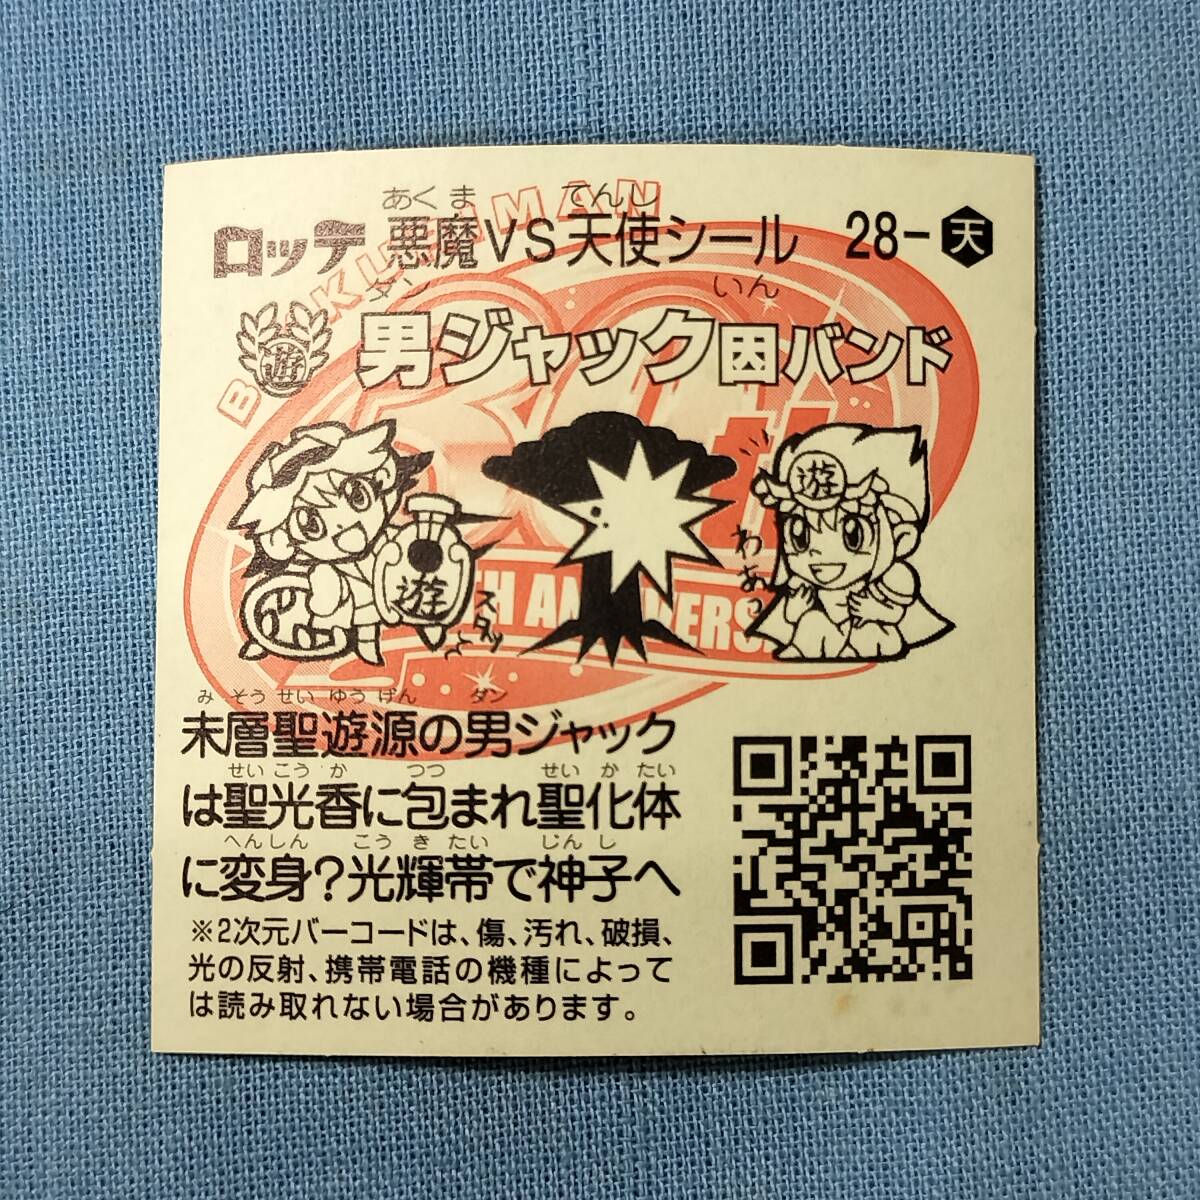 あくま てんし
ロッテ 悪魔VS天使シール 28-天
BIKKURIMAN
ダン いん
遊 男ジャック因バンド
30th
TH ANNIVERSA
遊
遊
スタッ
わぁっ
みそうせいゆうげん ダン
未層聖遊源の男ジャック
せいこうか つつ せいかたい
は聖光香に包まれ聖化体
へんしん こうきたい じんし
に変身?光輝帯で神子へ
※2次元バーコードは、傷、汚れ、破損、
光の反射、携帯電話の機種によって
は読み取れない場合があります。